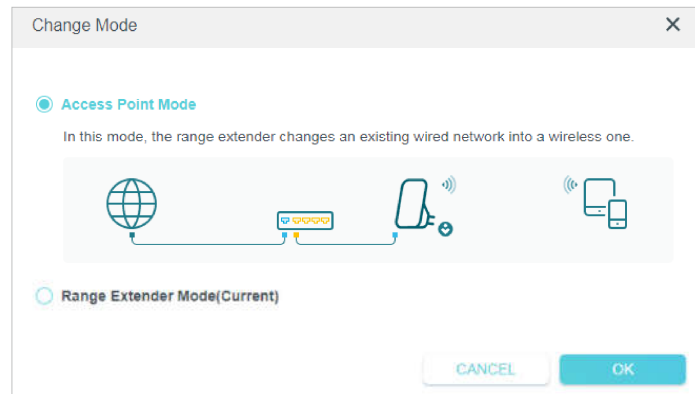 Change Mode
Access Point Mode
In this mode, the range extender changes an existing wired network into a wireless one.
Range Extender Mode(Current)
CANCEL
OK